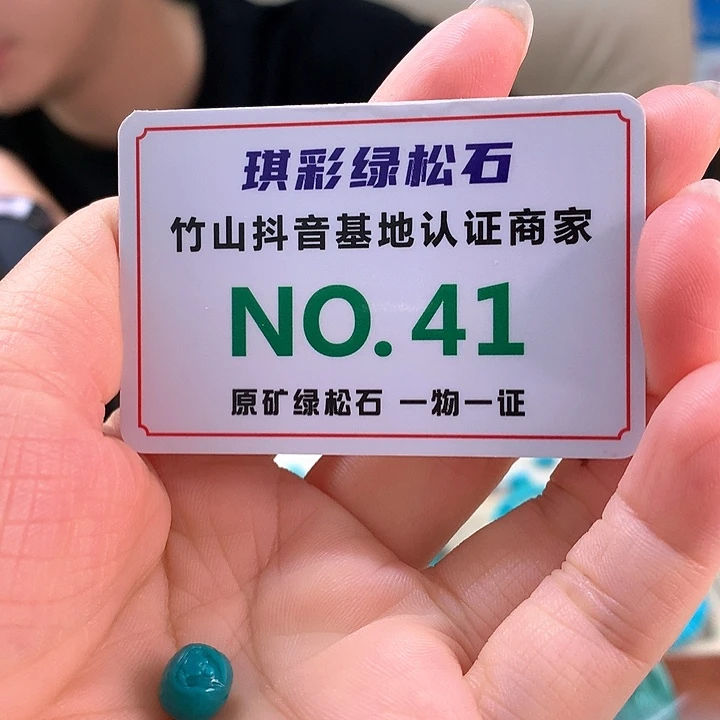 琪彩绿松石
竹山抖音基地认证商家
NO.41
原矿绿松石 一物一证